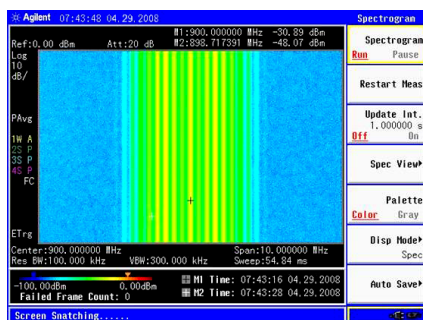 Agilent 07:43:48 04.29.2008
Spectrogram
M1:900.000000 MHz -30.89 dBm
Ref:0.00 dBm Att:20 dB M2:898.717391 MHz -48.07 dBm
Log
10
dB/
PAvg
1W A
2S P
3S P
4S P
FC
ETrg
Center:900.000000 MHz Span:10.000000 MHz
Res BW:100.000 kHz VBW:300.000 kHz Sweep:54.84 ms
-100.00dBm 0.00dBm
Failed Frame Count: 0
M1 Time: 07:43:16 04.29.2008
M2 Time: 07:43:28 04.29.2008
Screen Snatching......
Spectrogram
Run Pause
Restart Meas
Update Int.
1.000000 s
Off On
Spec View
Palette
Color Gray
Disp Mode
Spec
Auto Save